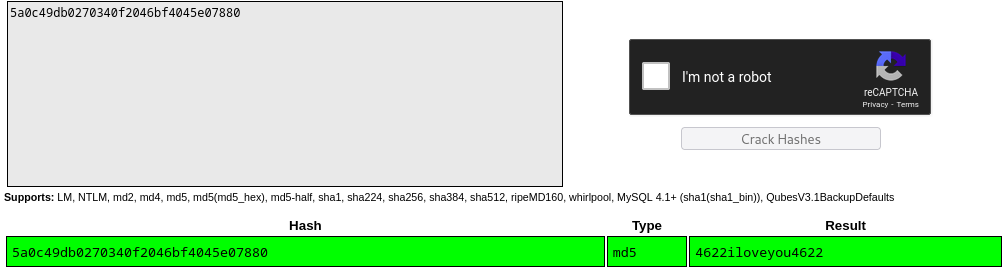 5a0c49db0270340f2046bf4045e07880
I'm not a robot
reCAPTCHA
Privacy - Terms
Crack Hashes
Supports: LM, NTLM, md2, md4, md5, md5(md5_hex), md5-half, sha1, sha224, sha256, sha384, sha512, ripeMD160, whirlpool, MySQL 4.1+ (sha1(sha1_bin)), QubesV3.1BackupDefaults
Hash Type Result
5a0c49db0270340f2046bf4045e07880 md5 4622iloveyou4622